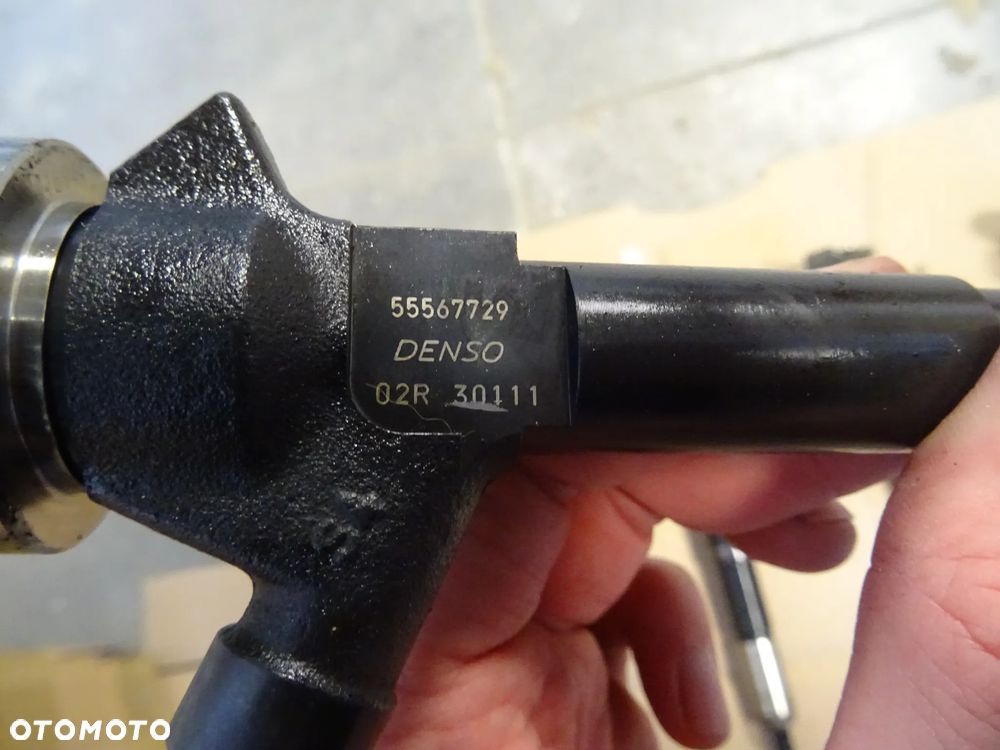 55567729
DENSO
02R 30111
OTOMOTO